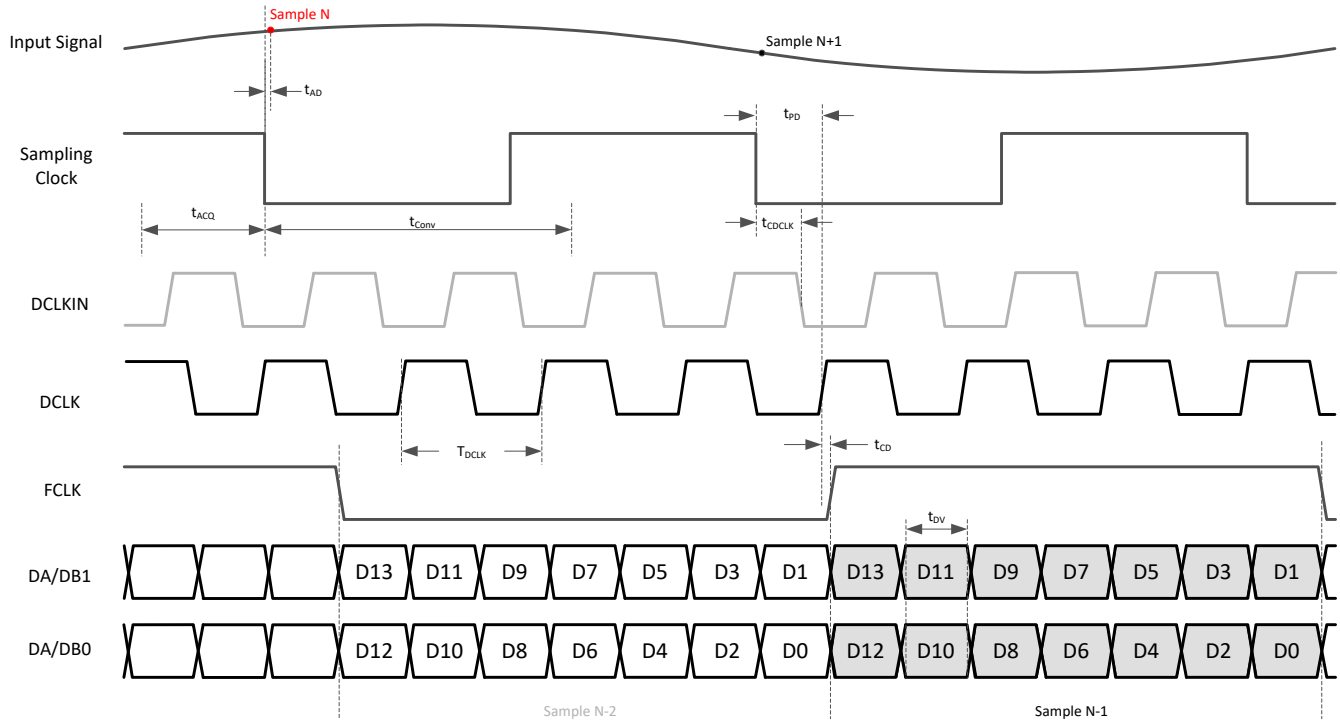 Sample N
Input Signal
Sample N+1
tAD
tPD
Sampling
Clock
tACQ
tConv
tCDCLK
DCLKIN
DCLK
TDCLK
tCD
FCLK
tDV
DA/DB1
D13 D11 D9 D7 D5 D3 D1 D13 D11 D9 D7 D5 D3 D1
DA/DB0
D12 D10 D8 D6 D4 D2 D0 D12 D10 D8 D6 D4 D2 D0
Sample N-2
Sample N-1